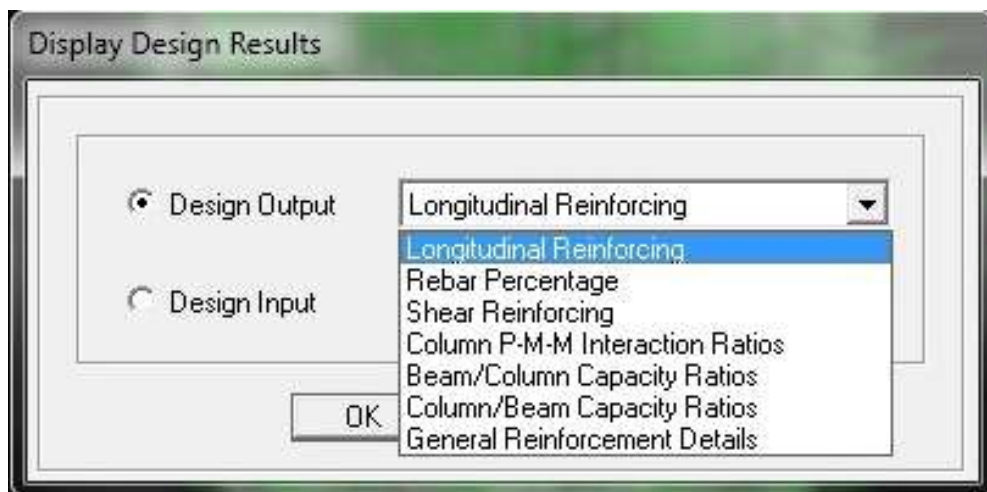 Display Design Results
Design Output
Longitudinal Reinforcing
Longitudinal Reinforcing
Rebar Percentage
Shear Reinforcing
Design Input
Column P-M-M Interaction Ratios
Beam/Column Capacity Ratios
Column/Beam Capacity Ratios
OK
General Reinforcement Details